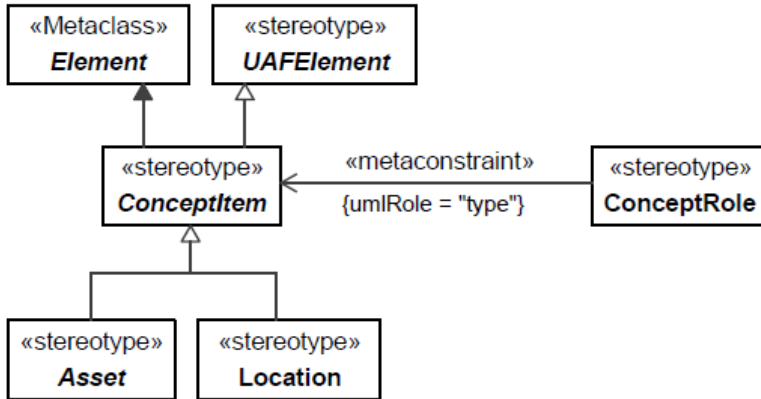 «Metaclass»
Element
«stereotype»
UAFElement
«stereotype»
ConceptItem
«metaconstraint»
{umlRole = "type"}
«stereotype»
ConceptRole
«stereotype»
Asset
«stereotype»
Location